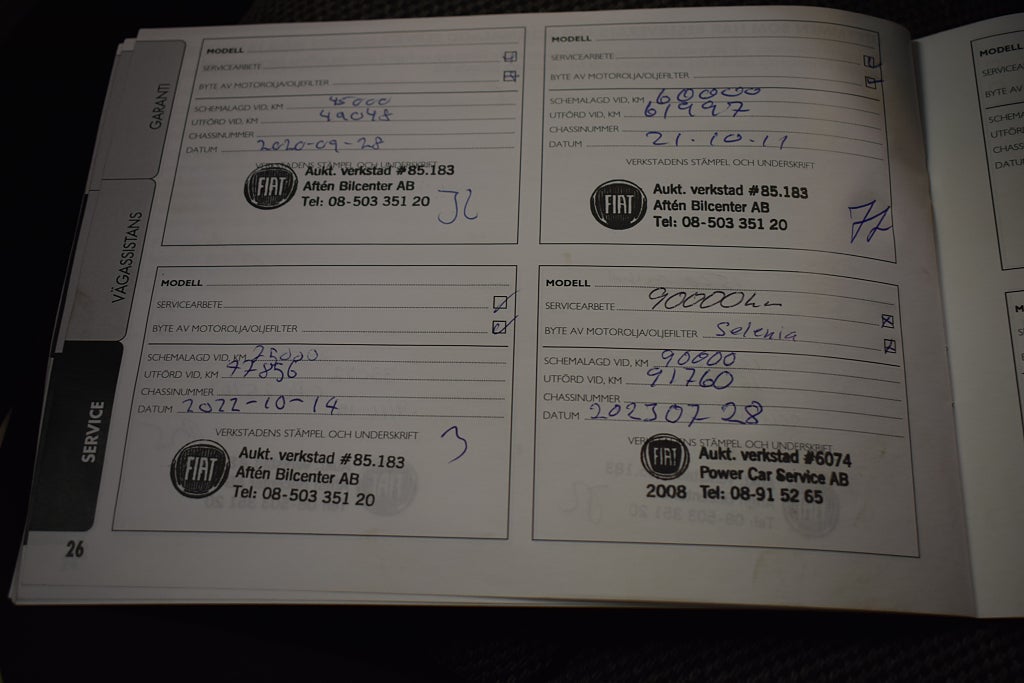 GARANTI
VÄGASSISTANS
SERVICE
MODELL
SERVICEARBETE
BYTE AV MOTOROLJA/OLJEFILTER
SCHEMALAGD VID, KM 45000
UTFÖRD VID, KM 49048
CHASSINUMMER
DATUM 2020-09-28
VERKSTADENS STÄMPEL OCH UNDERSKRIFT
FIAT
Aukt. verkstad #85.183
Aftén Bilcenter AB
Tel: 08-503 351 20
MODELL
SERVICEARBETE
BYTE AV MOTOROLJA/OLJEFILTER
SCHEMALAGD VID, KM 60000
UTFÖRD VID, KM 61997
CHASSINUMMER
DATUM 21.10.11
VERKSTADENS STÄMPEL OCH UNDERSKRIFT
FIAT
Aukt. verkstad #85.183
Aftén Bilcenter AB
Tel: 08-503 351 20
MODELL
SERVICEARBETE
BYTE AV MOTOROLJA/OLJEFILTER
SCHEMALAGD VID, KM 75000
UTFÖRD VID, KM 77856
CHASSINUMMER
DATUM 2022-10-14
VERKSTADENS STÄMPEL OCH UNDERSKRIFT
FIAT
Aukt. verkstad #85.183
Aftén Bilcenter AB
Tel: 08-503 351 20
MODELL
SERVICEARBETE 90000km
BYTE AV MOTOROLJA/OLJEFILTER Selenia
SCHEMALAGD VID, KM 90000
UTFÖRD VID, KM 91760
CHASSINUMMER
DATUM 20230728
VERKSTADENS STÄMPEL OCH UNDERSKRIFT
FIAT
Aukt. verkstad #6074
Power Car Service AB
2008 Tel: 08-91 52 65
26
MODELL